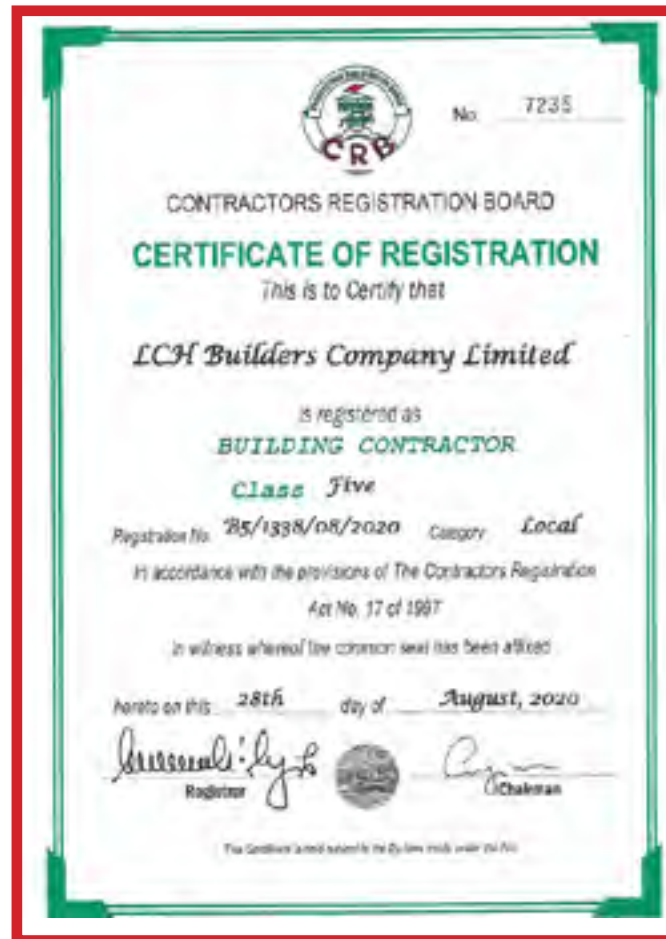 CRB
No. 7235
CONTRACTORS REGISTRATION BOARD
CERTIFICATE OF REGISTRATION
This is to Certify that
LCH Builders Company Limited
is registered as
BUILDING CONTRACTOR
Class Five
Registration No. B5/1338/08/2020 Category Local
In accordance with the provisions of The Contractors Registration
Act No. 17 of 1997
In witness whereof the common seal has been affixed
hereto on this 28th day of August, 2020
Registrar Chairman